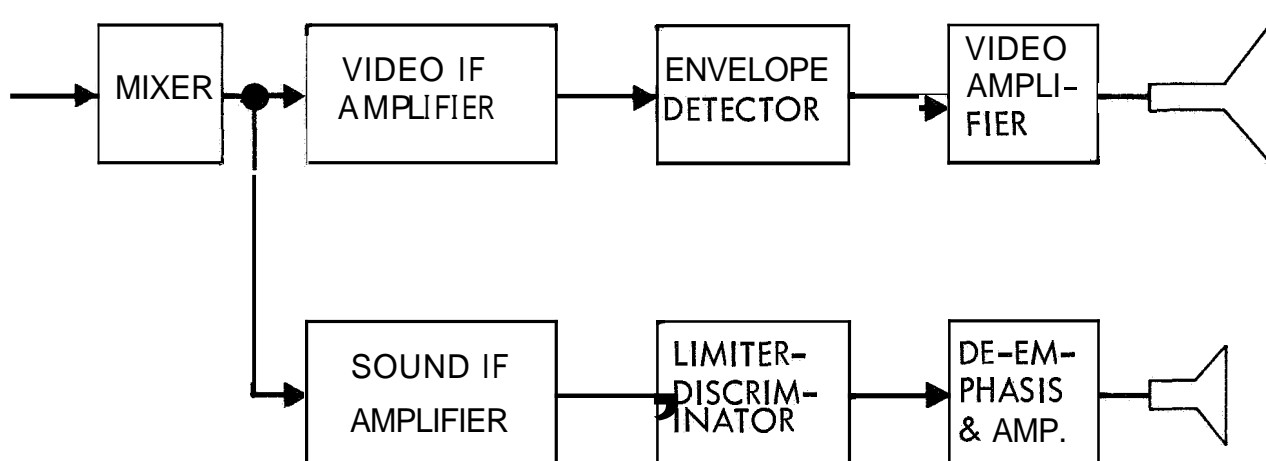 MIXER
VIDEO IF
AMPLIFIER
ENVELOPE
DETECTOR
VIDEO
AMPLI-
FIER
SOUND IF
AMPLIFIER
LIMITER-
DISCRIM-
INATOR
DE-EM-
PHASIS
& AMP.